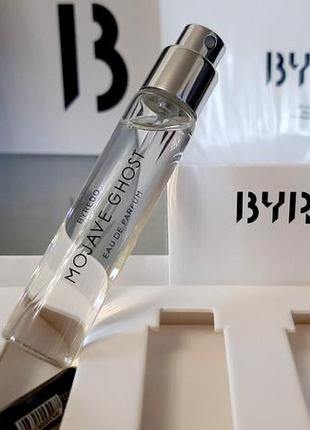 B
BYR
BYR
BYREDO
MOJAVE GHOST
EAU DE PARFUM